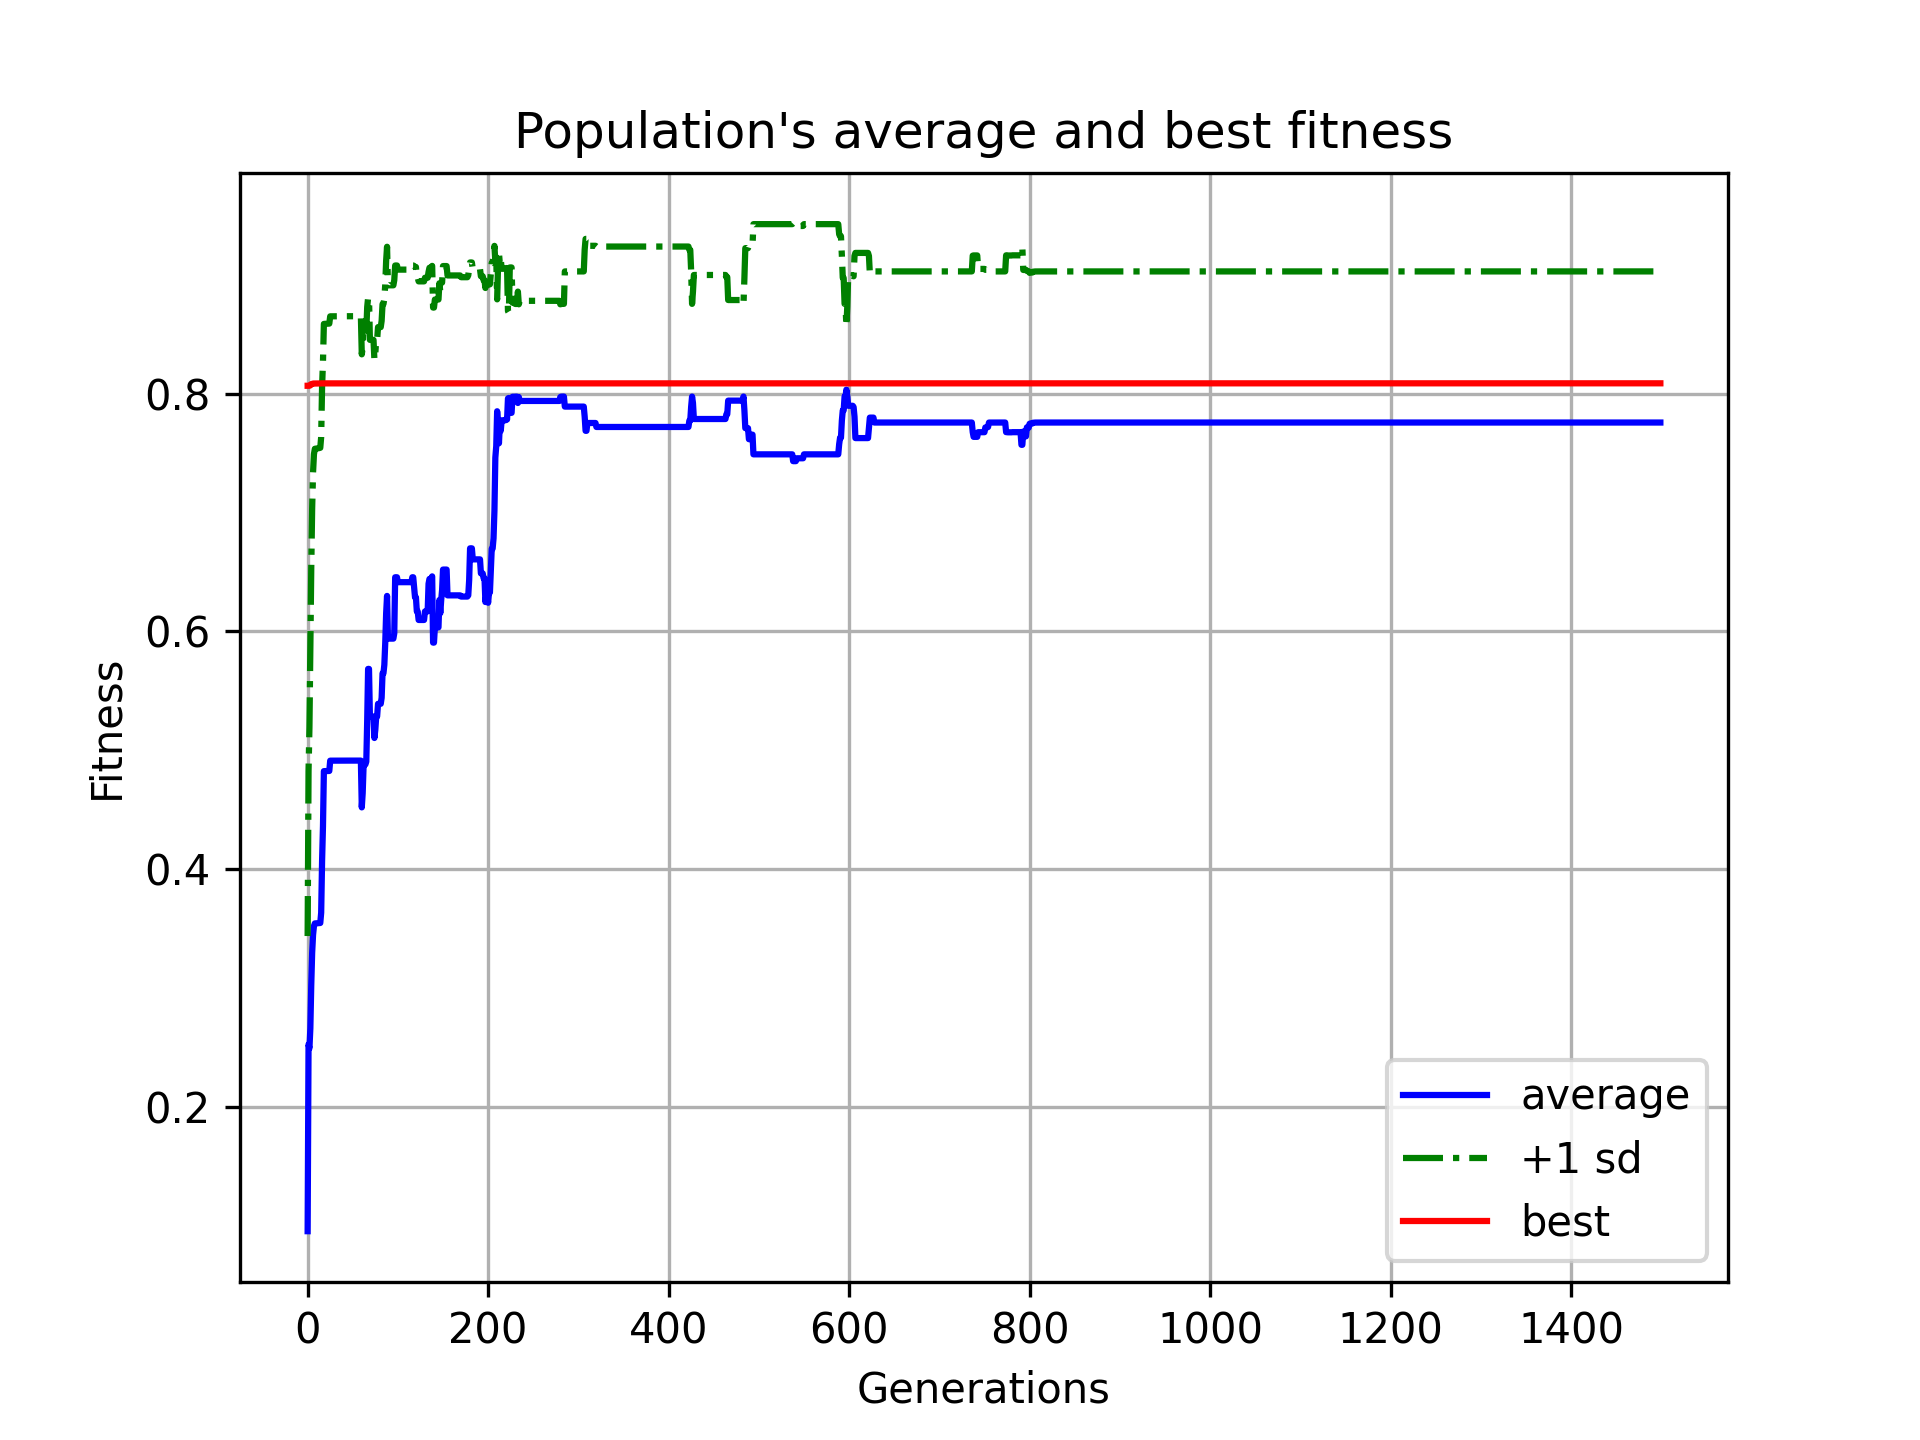 Population's average and best fitness
Fitness
0.8
0.6
0.4
0.2
0 200 400 600 800 1000 1200 1400
Generations
average
+1 sd
best